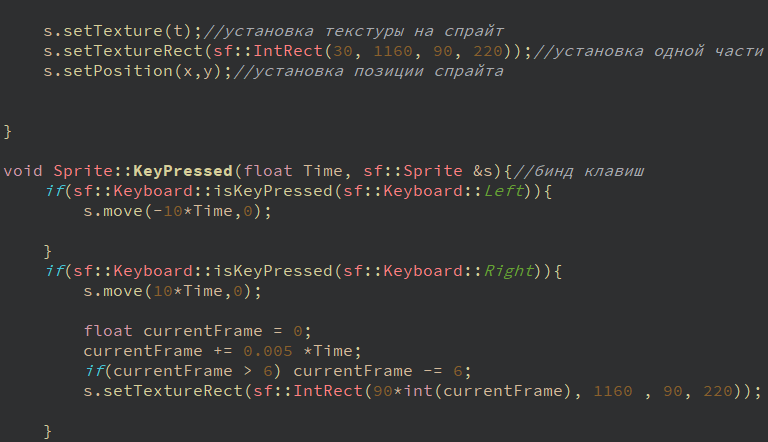 s.setTexture(t);//установка текстуры на спрайт
s.setTextureRect(sf::IntRect(30, 1160, 90, 220));//установка одной части
s.setPosition(x,y);//установка позиции спрайта
}
void Sprite::KeyPressed(float Time, sf::Sprite &s){//бинд клавиш
if(sf::Keyboard::isKeyPressed(sf::Keyboard::Left)){
s.move(-10*Time,0);
}
if(sf::Keyboard::isKeyPressed(sf::Keyboard::Right)){
s.move(10*Time,0);
float currentFrame = 0;
currentFrame += 0.005 *Time;
if(currentFrame > 6) currentFrame -= 6;
s.setTextureRect(sf::IntRect(90*int(currentFrame), 1160 , 90, 220));
}